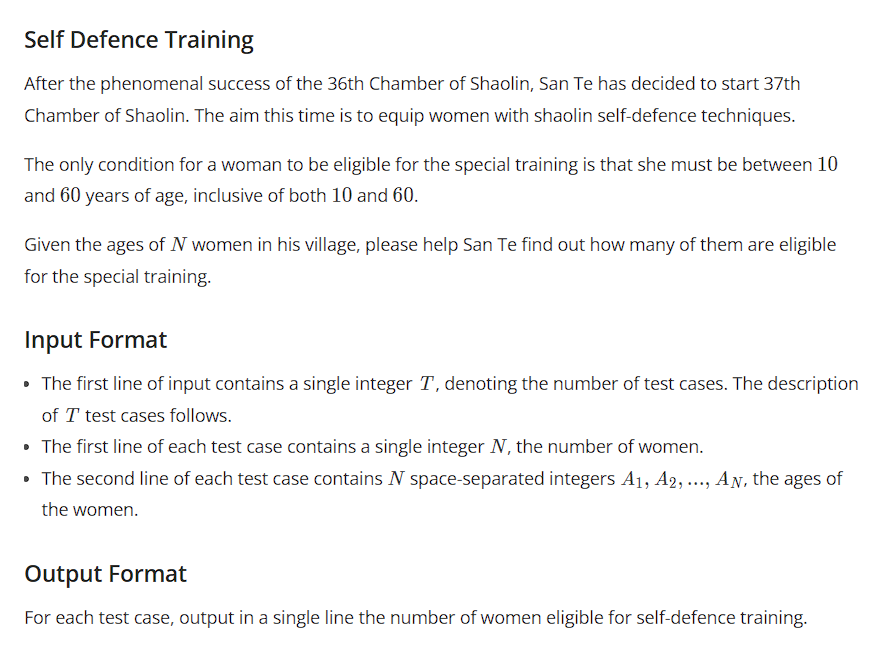 Self Defence Training
After the phenomenal success of the 36th Chamber of Shaolin, San Te has decided to start 37th
Chamber of Shaolin. The aim this time is to equip women with shaolin self-defence techniques.
The only condition for a woman to be eligible for the special training is that she must be between 10
and 60 years of age, inclusive of both 10 and 60.
Given the ages of N women in his village, please help San Te find out how many of them are eligible
for the special training.
Input Format
• The first line of input contains a single integer T, denoting the number of test cases. The description
of T test cases follows.
• The first line of each test case contains a single integer N, the number of women.
• The second line of each test case contains N space-separated integers A₁, A₂, ..., A_N, the ages of
the women.
Output Format
For each test case, output in a single line the number of women eligible for self-defence training.